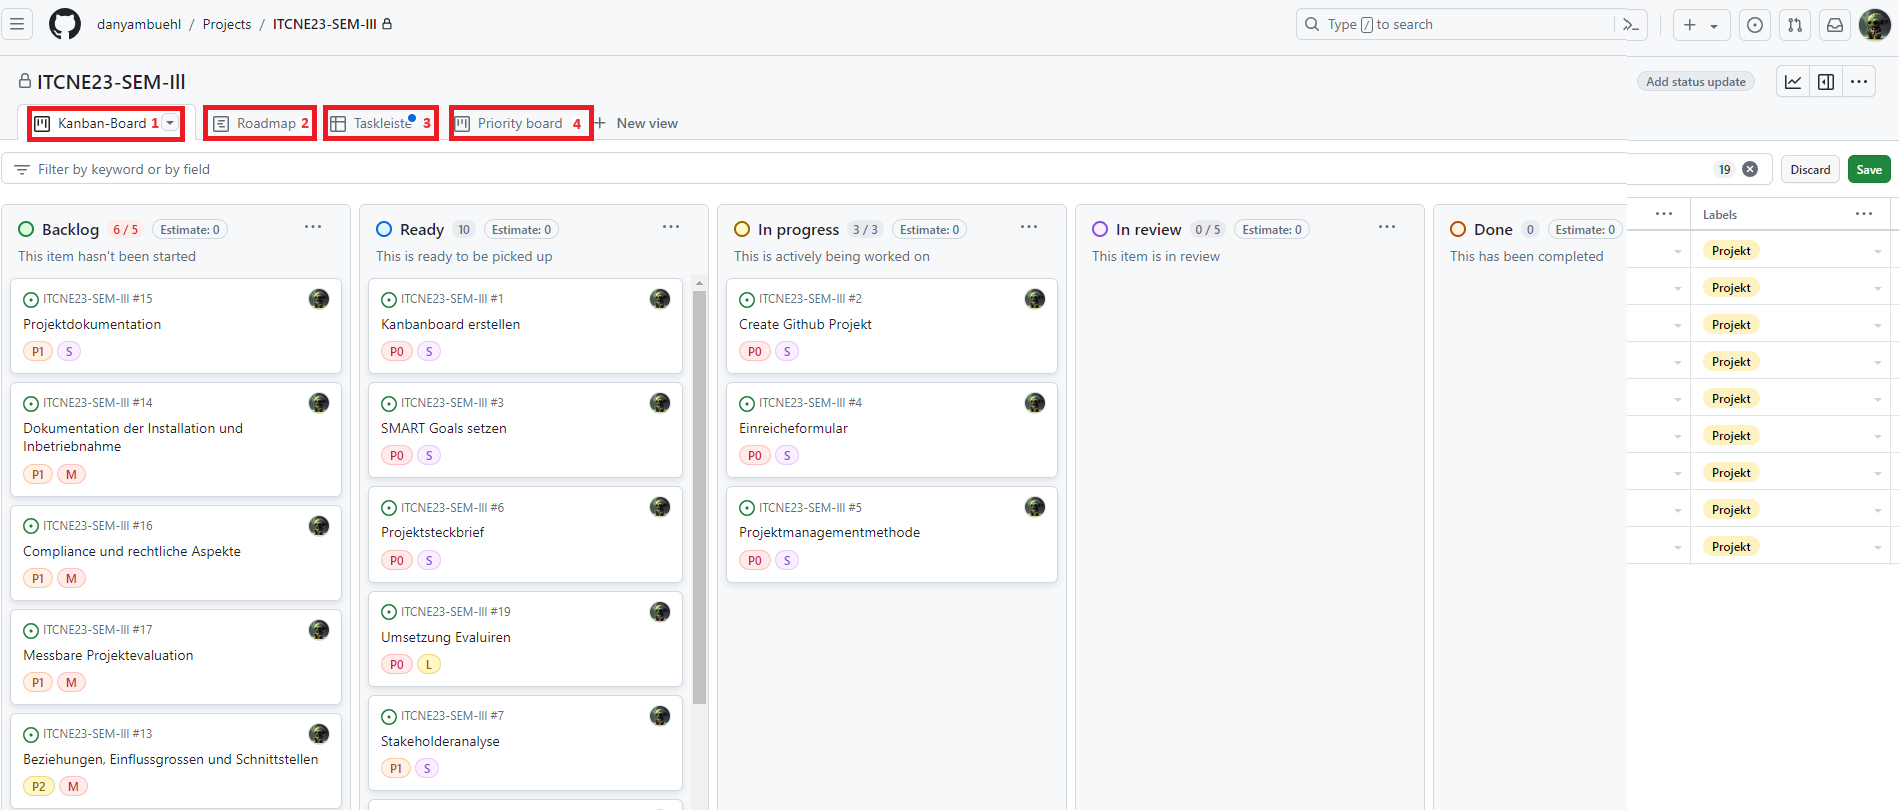 danyambuehl / Projects / ITCNE23-SEM-III
Type / to search
ITCNE23-SEM-III
Add status update
Kanban-Board 1
Roadmap 2
Taskleiste 3
Priority board 4
New view
Filter by keyword or by field
19
Discard
Save
Backlog 6 / 5 Estimate: 0
This item hasn't been started
ITCNE23-SEM-III #15
Projektdokumentation
P1 S
ITCNE23-SEM-III #14
Dokumentation der Installation und
Inbetriebnahme
P1 M
ITCNE23-SEM-III #16
Compliance und rechtliche Aspekte
P1 M
ITCNE23-SEM-III #17
Messbare Projektevaluation
P1 M
ITCNE23-SEM-III #13
Beziehungen, Einflussgrossen und Schnittstellen
P2 M
Ready 10 Estimate: 0
This is ready to be picked up
ITCNE23-SEM-III #1
Kanbanboard erstellen
P0 S
ITCNE23-SEM-III #3
SMART Goals setzen
P0 S
ITCNE23-SEM-III #6
Projektsteckbrief
P0 S
ITCNE23-SEM-III #19
Umsetzung Evaluiren
P0 L
ITCNE23-SEM-III #7
Stakeholderanalyse
P1 S
In progress 3 / 3 Estimate: 0
This is actively being worked on
ITCNE23-SEM-III #2
Create Github Projekt
P0 S
ITCNE23-SEM-III #4
Einreicheformular
P0 S
ITCNE23-SEM-III #5
Projektmanagementmethode
P0 S
In review 0 / 5 Estimate: 0
This item is in review
Done 0 Estimate: 0
This has been completed
Labels
Projekt
Projekt
Projekt
Projekt
Projekt
Projekt
Projekt
Projekt
Projekt